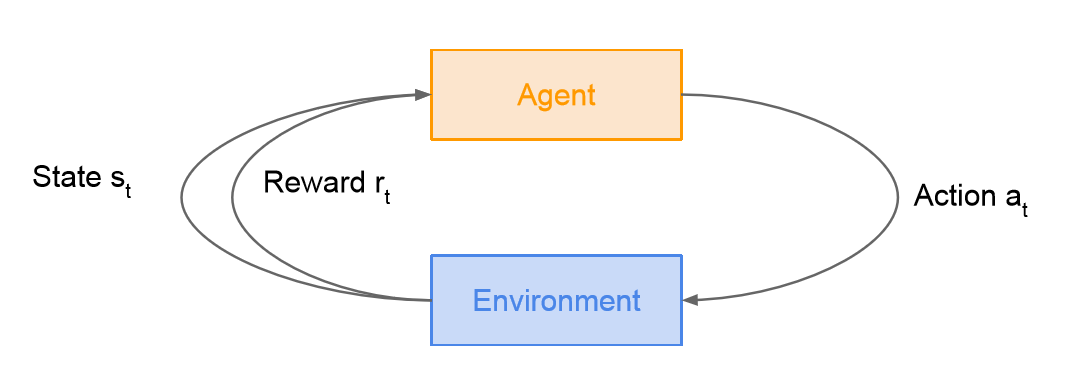 Agent
State sₜ
Reward rₜ
Action aₜ
Environment